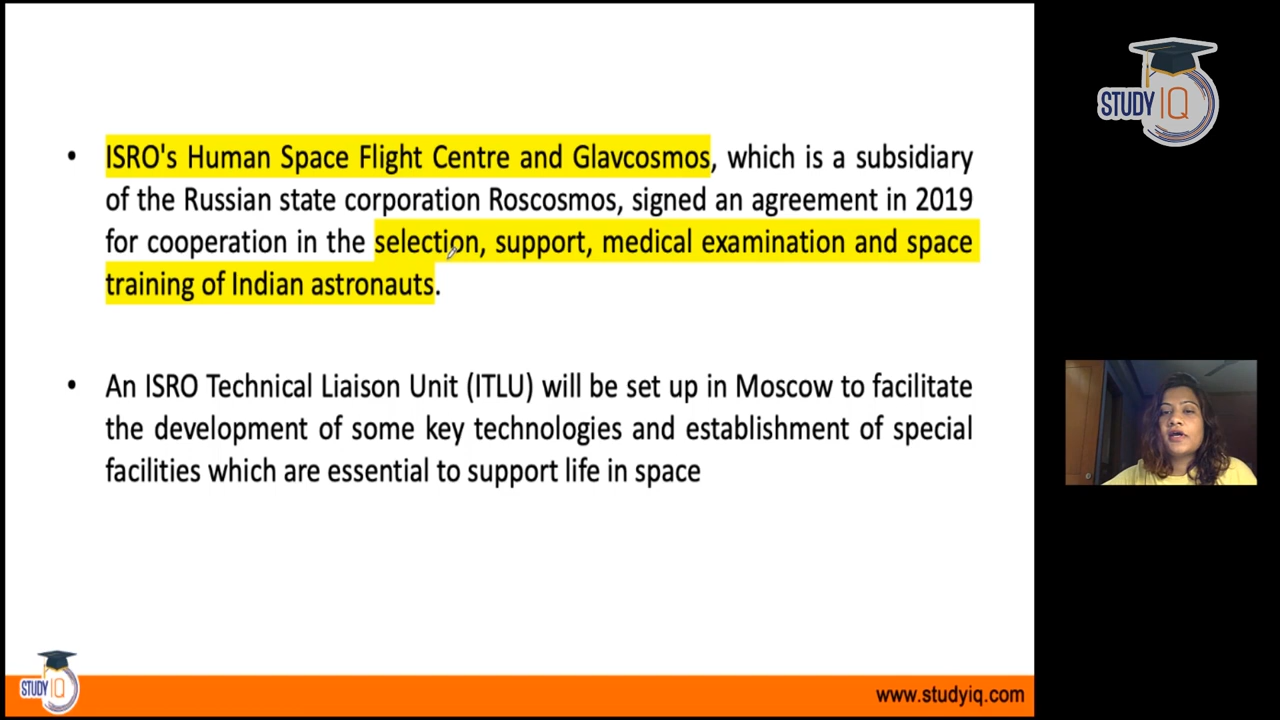 STUDY IQ
• ISRO's Human Space Flight Centre and Glavcosmos, which is a subsidiary
of the Russian state corporation Roscosmos, signed an agreement in 2019
for cooperation in the selection, support, medical examination and space
training of Indian astronauts.
• An ISRO Technical Liaison Unit (ITLU) will be set up in Moscow to facilitate
the development of some key technologies and establishment of special
facilities which are essential to support life in space
STUDY IQ
www.studyiq.com